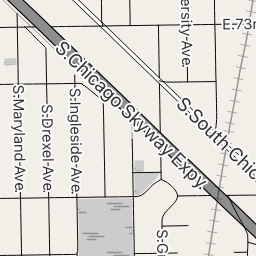 ersity-Ave.
E.73r
S.Chicago Skyway Expy.
S.South-Chic
S.Maryland-Ave.
S.Drexel-Ave.
S.Ingleside-Ave.